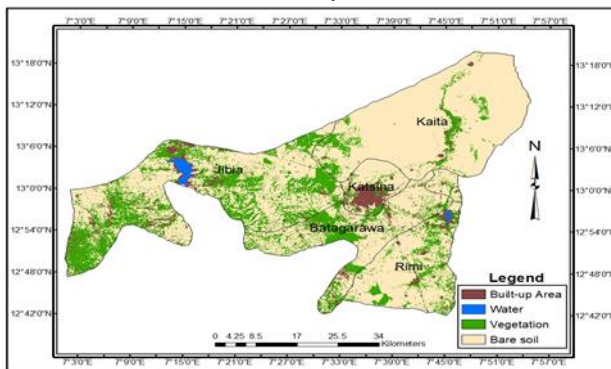 7°3'0"E 7°9'0"E 7°15'0"E 7°21'0"E 7°27'0"E 7°33'0"E 7°39'0"E 7°45'0"E 7°51'0"E 7°57'0"E
13°18'0"N 13°18'0"N
13°12'0"N 13°12'0"N
Kaita
13°6'0"N 13°6'0"N
N
Jibia
13°0'0"N 13°0'0"N
Katsina
12°54'0"N 12°54'0"N
Batagarawa
Rimi
12°48'0"N 12°48'0"N
12°42'0"N 12°42'0"N
Legend
Built-up Area
Water
Vegetation
Bare soil
0 4.25 8.5 17 25.5 34
Kilometers
7°3'0"E 7°9'0"E 7°15'0"E 7°21'0"E 7°27'0"E 7°33'0"E 7°39'0"E 7°45'0"E 7°51'0"E 7°57'0"E